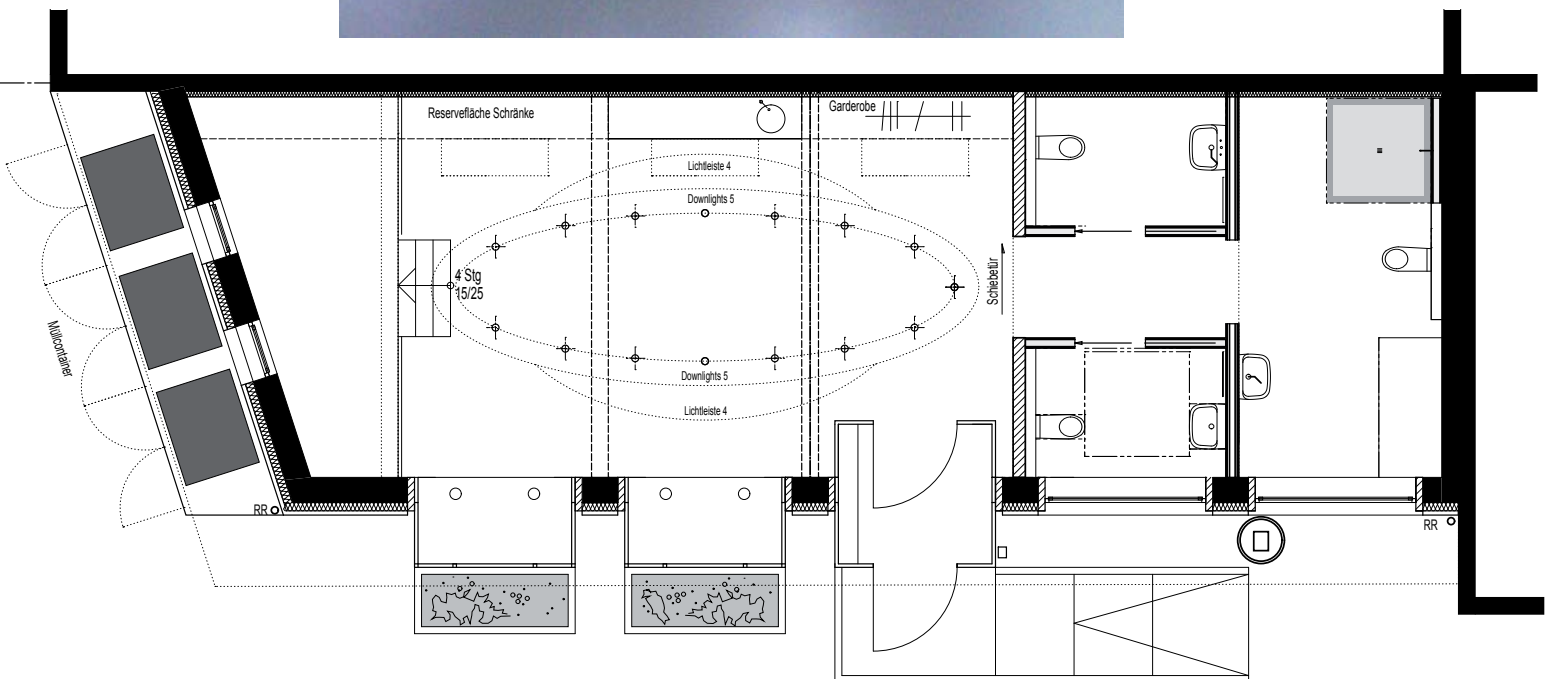 Reservefläche Schränke
Garderobe
Lichtleiste 4
Downlights 5
4 Stg
15/25
Schiebetür
Müllcontainer
Downlights 5
Lichtleiste 4
RR
RR